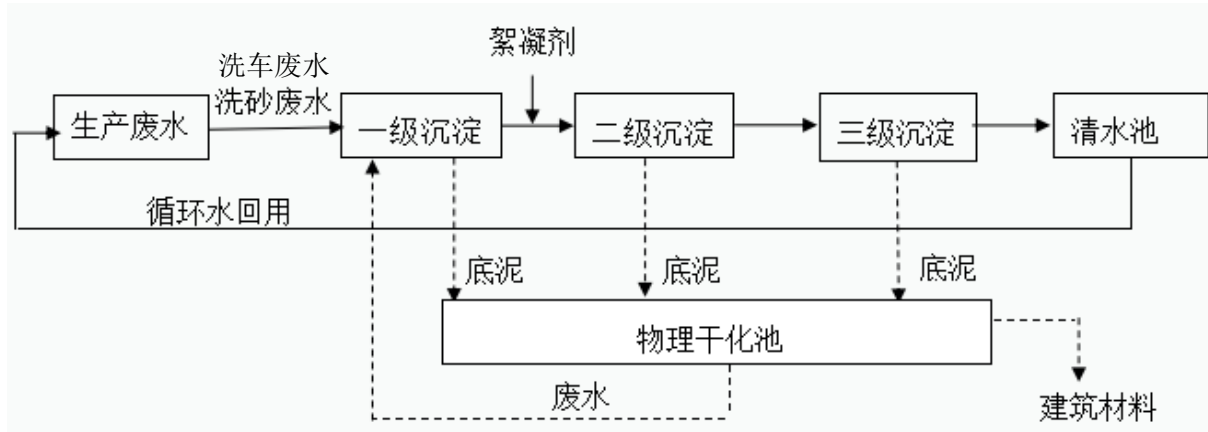 絮凝剂
洗车废水
洗砂废水
生产废水
一级沉淀
二级沉淀
三级沉淀
清水池
循环水回用
底泥
底泥
底泥
物理干化池
废水
建筑材料